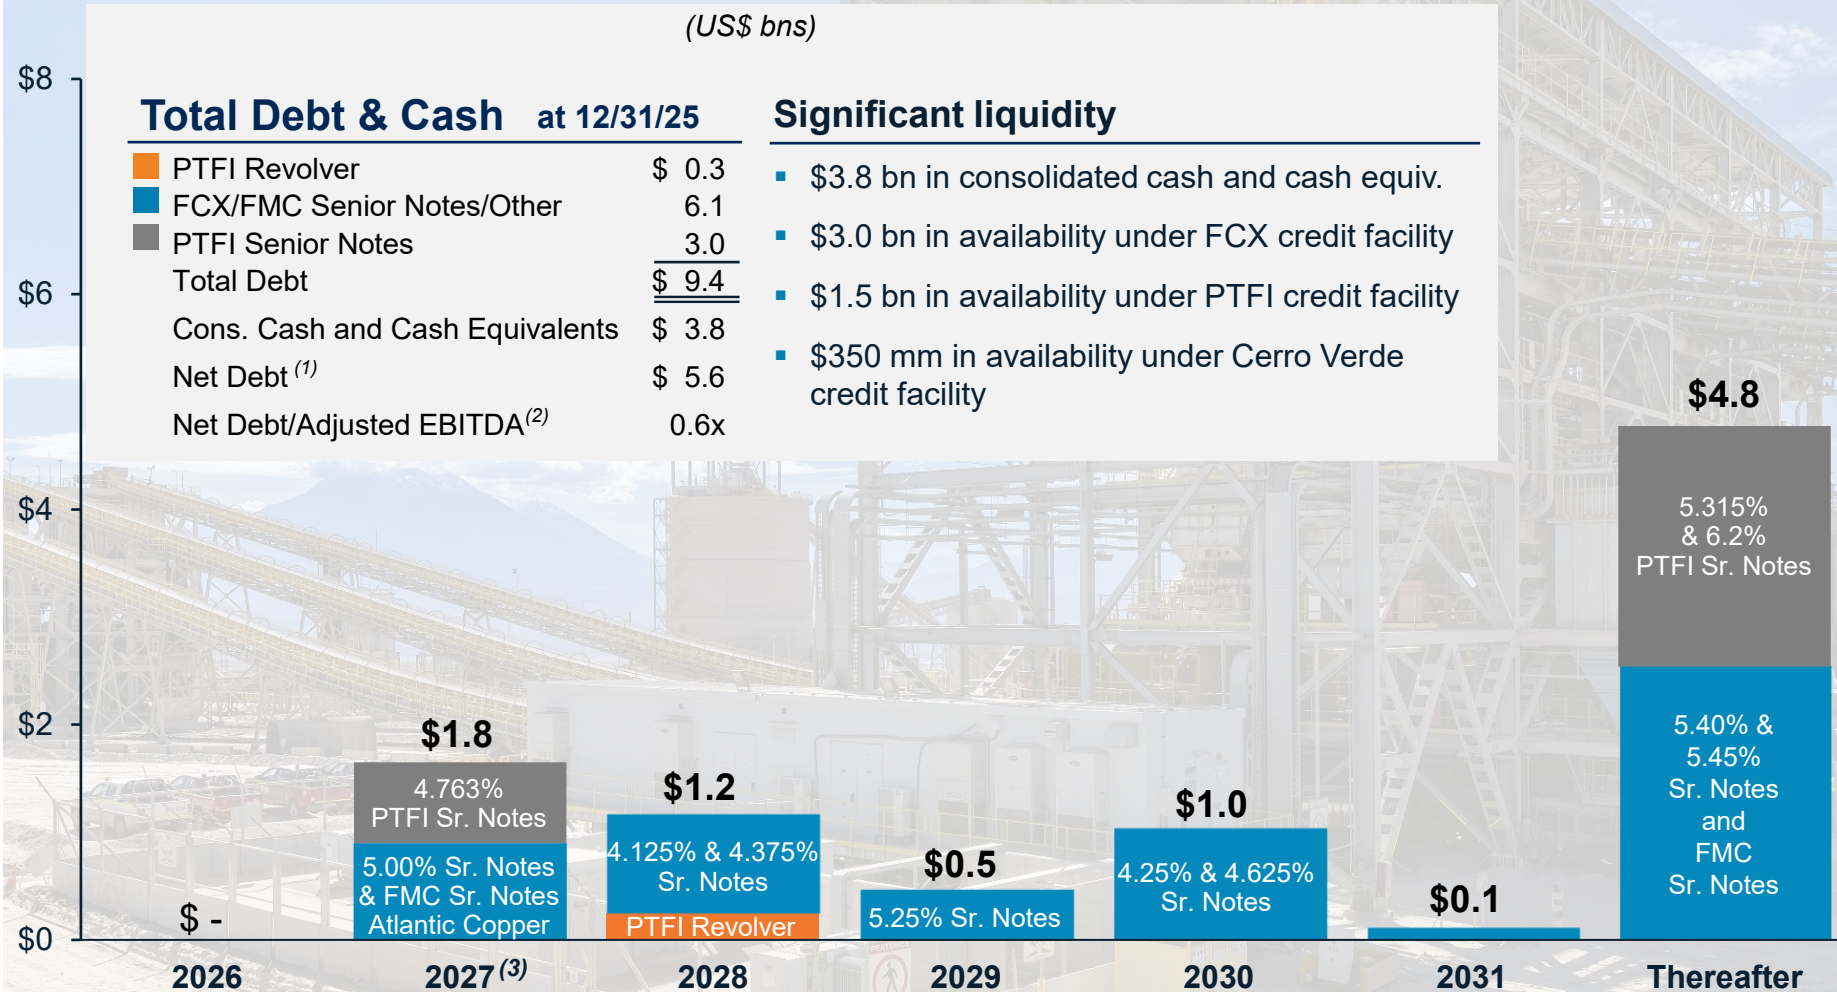 (US$ bns)
Total Debt & Cash at 12/31/25
PTFI Revolver $ 0.3
FCX/FMC Senior Notes/Other 6.1
PTFI Senior Notes 3.0
Total Debt $ 9.4
Cons. Cash and Cash Equivalents $ 3.8
Net Debt (1) $ 5.6
Net Debt/Adjusted EBITDA(2) 0.6x
Significant liquidity
▪ $3.8 bn in consolidated cash and cash equiv.
▪ $3.0 bn in availability under FCX credit facility
▪ $1.5 bn in availability under PTFI credit facility
▪ $350 mm in availability under Cerro Verde
credit facility
$8
$6
$4
$2
$0
$ -
$1.8
4.763%
PTFI Sr. Notes
5.00% Sr. Notes
& FMC Sr. Notes
Atlantic Copper
$1.2
4.125% & 4.375%
Sr. Notes
PTFI Revolver
$0.5
5.25% Sr. Notes
$1.0
4.25% & 4.625%
Sr. Notes
$0.1
$4.8
5.315%
& 6.2%
PTFI Sr. Notes
5.40% &
5.45%
Sr. Notes
and
FMC
Sr. Notes
2026
2027 (3)
2028
2029
2030
2031
Thereafter